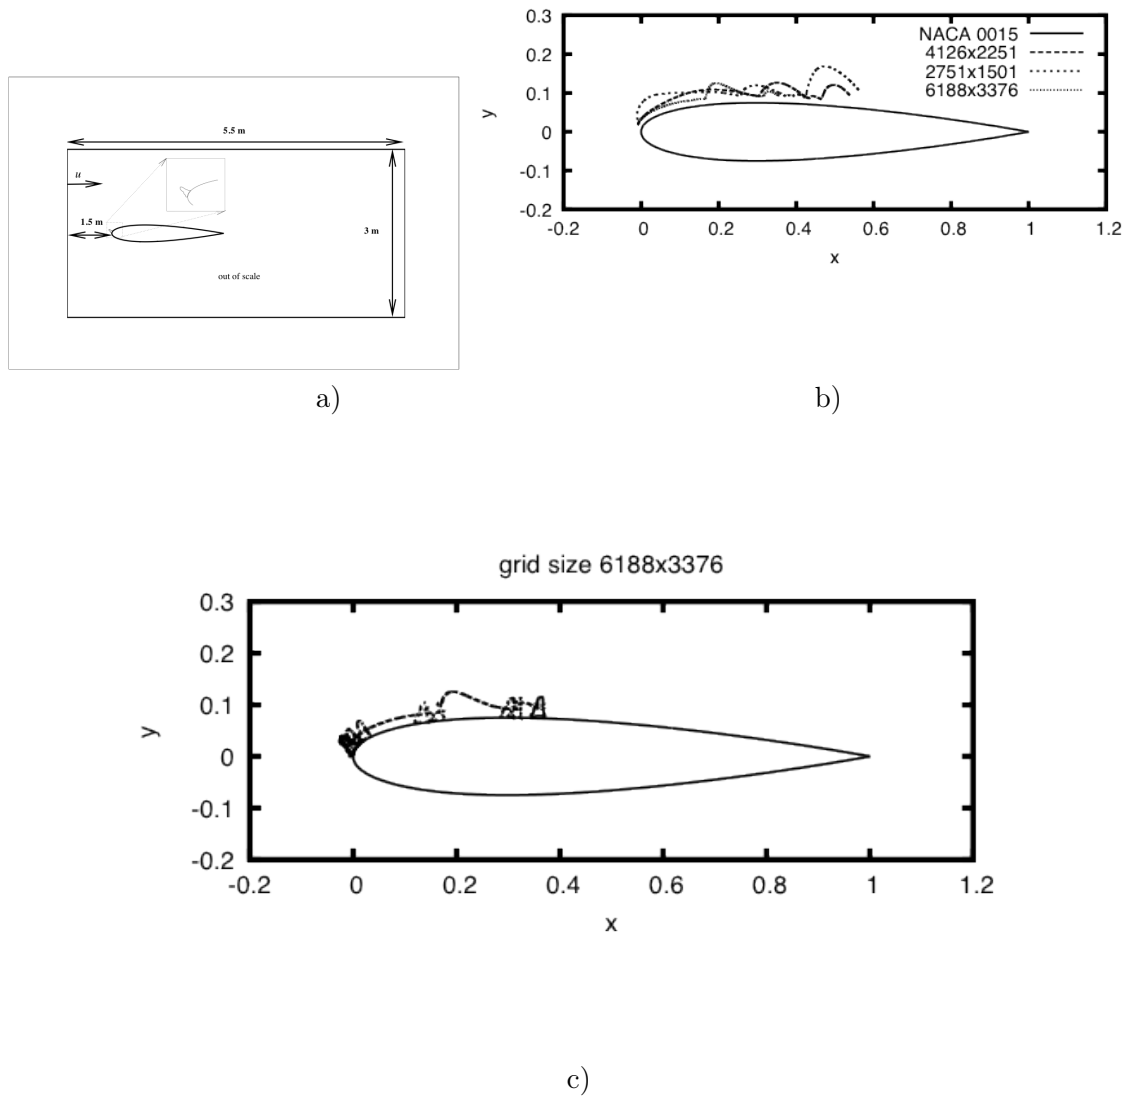 5.5 m
u
1.5 m
3 m
out of scale
a)
0.3
0.2
0.1
0
-0.1
-0.2
y
NACA 0015
4126x2251
2751x1501
6188x3376
-0.2 0 0.2 0.4 0.6 0.8 1 1.2
x
b)
grid size 6188x3376
0.3
0.2
0.1
0
-0.1
-0.2
y
-0.2 0 0.2 0.4 0.6 0.8 1 1.2
x
c)